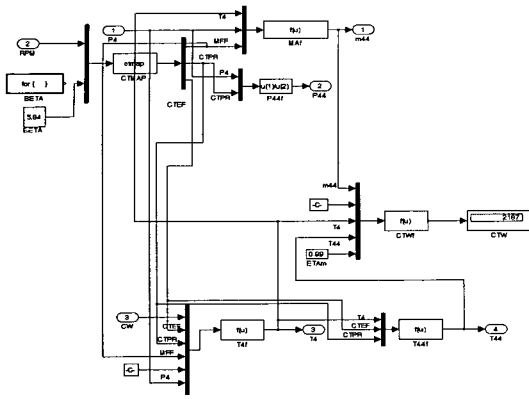 T4
1
P4
MFF
f(u)
MAf
1
m44
2
RPM
ctmap
CTMAP
CTPR
CTEF
P4
CTPR
u(1)/u(2)
P44f
2
P44
for { }
BETA
5.84
BETA
m44
-C-
T4
T44
0.99
ETAm
f(u)
CTWf
2167
CTW
3
CW
CTEF
CTPR
MFF
-C-
P4
f(u)
T4f
3
T4
T4
CTEF
CTPR
f(u)
T44f
4
T44